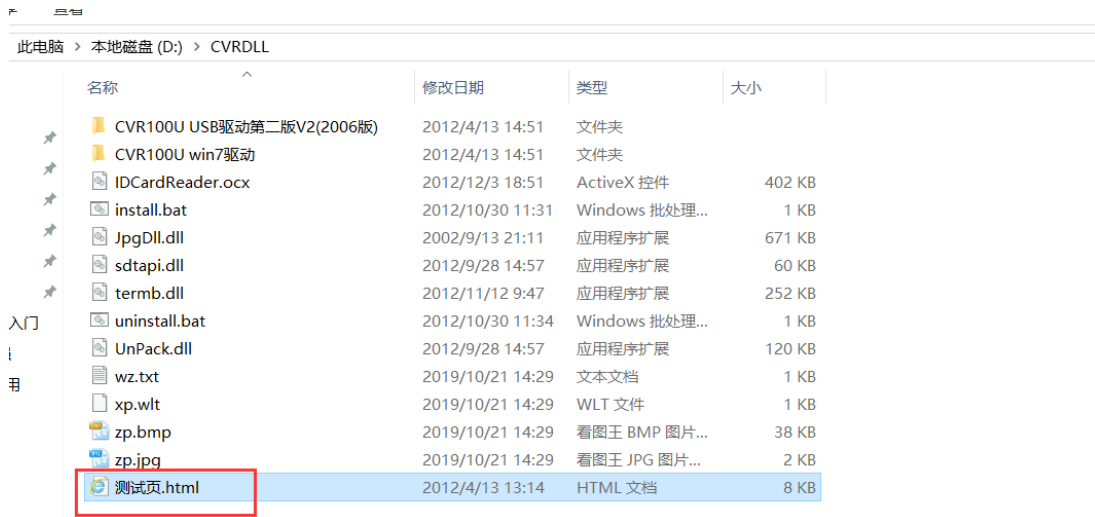 查看
此电脑 > 本地磁盘 (D:) > CVRDLL
名称 修改日期 类型 大小
CVR100U USB驱动第二版V2(2006版) 2012/4/13 14:51 文件夹
CVR100U win7驱动 2012/4/13 14:51 文件夹
IDCardReader.ocx 2012/12/3 18:51 ActiveX 控件 402 KB
install.bat 2012/10/30 11:31 Windows 批处理... 1 KB
JpgDll.dll 2002/9/13 21:11 应用程序扩展 671 KB
sdtapi.dll 2012/9/28 14:57 应用程序扩展 60 KB
termb.dll 2012/11/12 9:47 应用程序扩展 252 KB
入门 uninstall.bat 2012/10/30 11:34 Windows 批处理... 1 KB
UnPack.dll 2012/9/28 14:57 应用程序扩展 120 KB
用 wz.txt 2019/10/21 14:29 文本文档 1 KB
xp.wlt 2019/10/21 14:29 WLT 文件 1 KB
zp.bmp 2019/10/21 14:29 看图王 BMP 图片... 38 KB
zp.jpg 2019/10/21 14:29 看图王 JPG 图片... 2 KB
测试页.html 2012/4/13 13:14 HTML 文档 8 KB